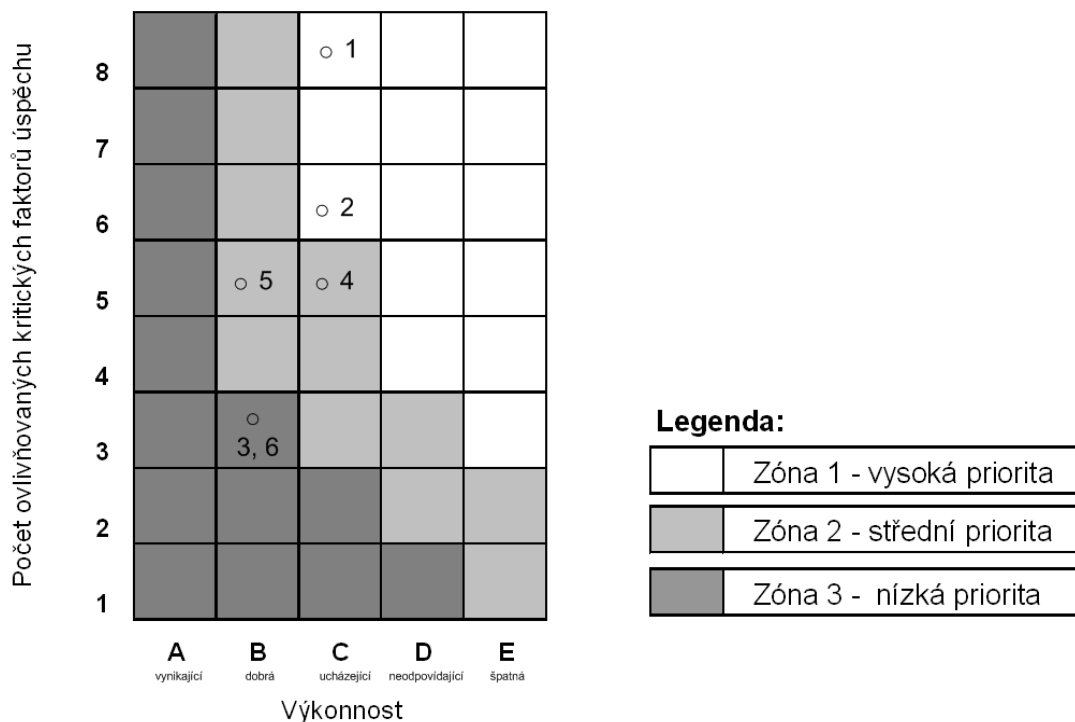 Počet ovlivňovaných kritických faktorů úspěchu
8
1
7
6
2
5
5
4
4
3
3, 6
2
1
A
B
C
D
E
vynikající
dobrá
ucházející
neodpovídající
špatná
Výkonnost
Legenda:
Zóna 1 - vysoká priorita
Zóna 2 - střední priorita
Zóna 3 - nízká priorita